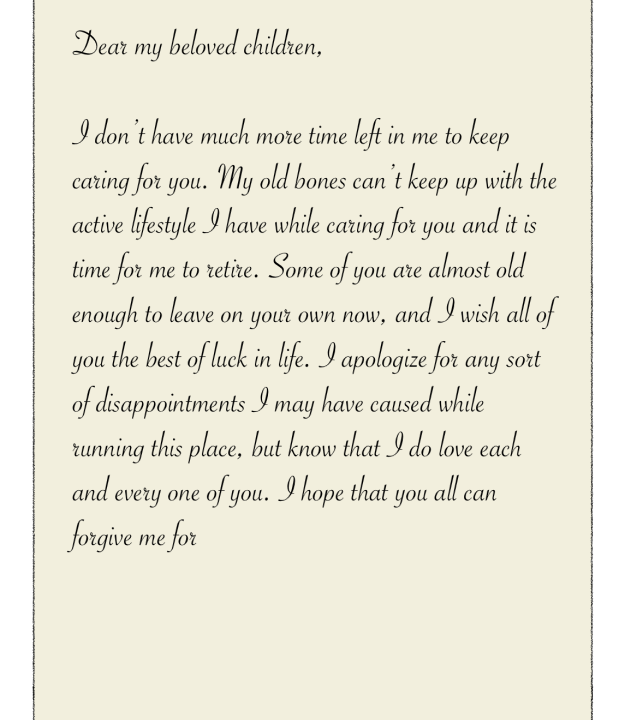 Dear my beloved children,
I don't have much more time left in me to keep
caring for you. My old bones can't keep up with the
active lifestyle I have while caring for you and it is
time for me to retire. Some of you are almost old
enough to leave on your own now, and I wish all of
you the best of luck in life. I apologize for any sort
of disappointments I may have caused while
running this place, but know that I do love each
and every one of you. I hope that you all can
forgive me for